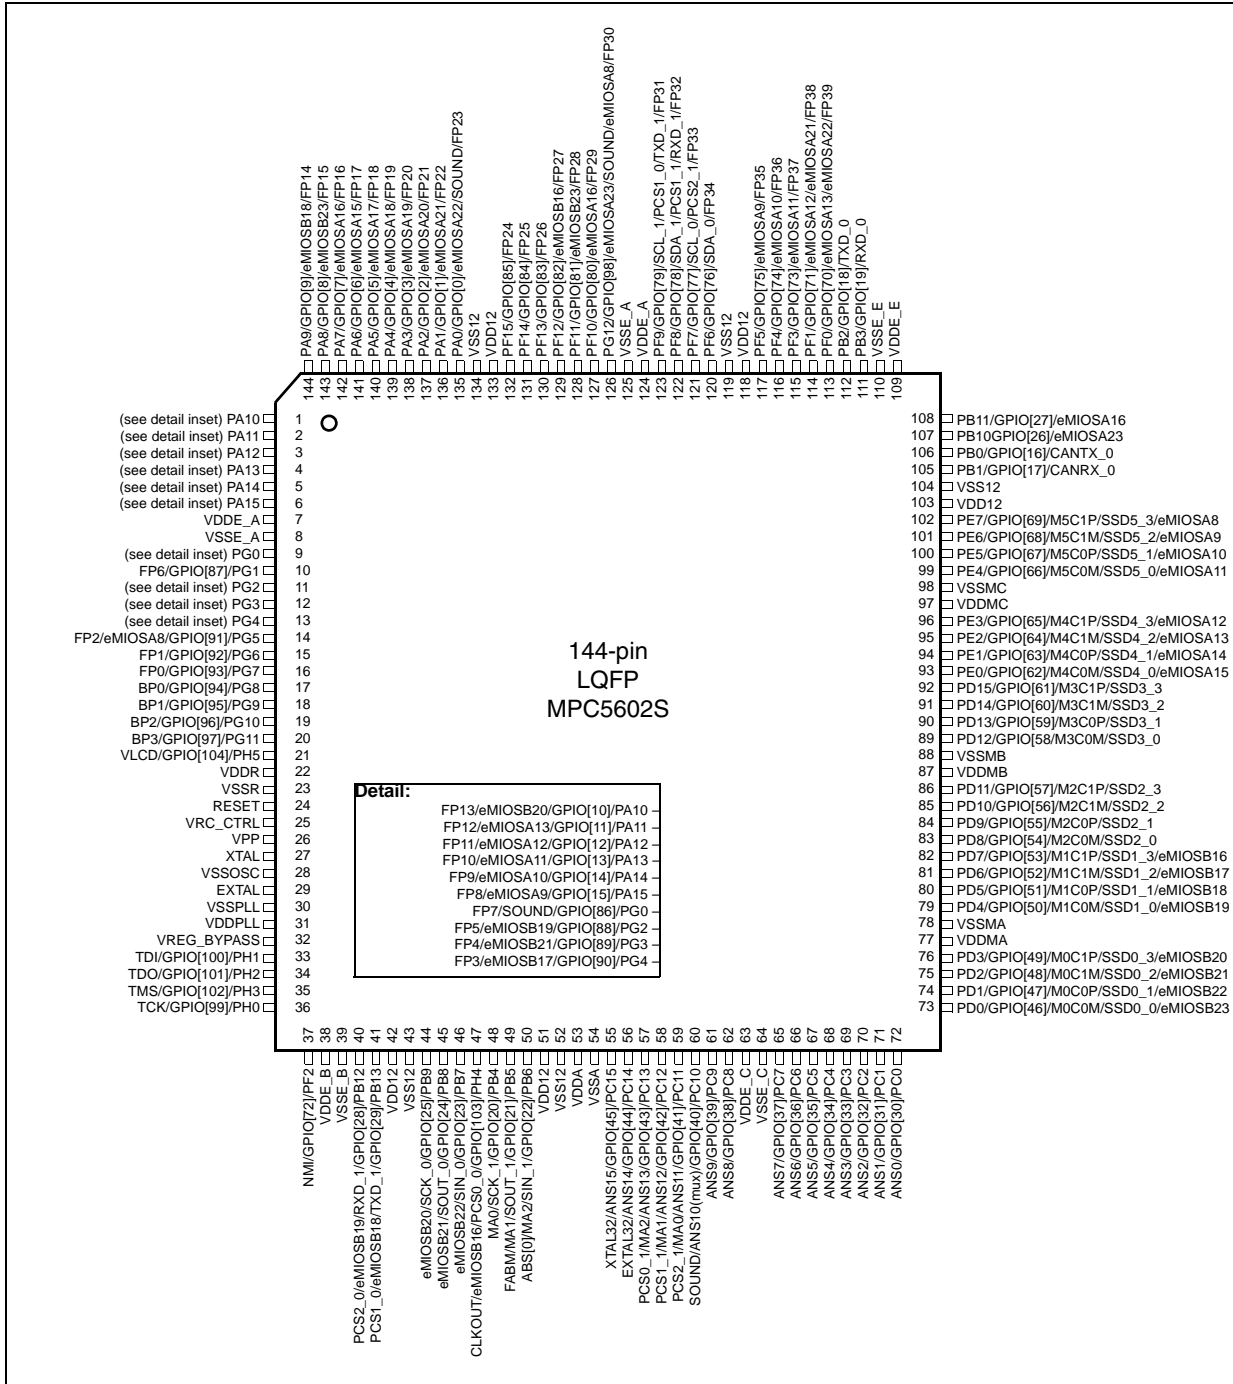 PA9/GPIO[9]/eMIOSB18/FP14
PA8/GPIO[8]/eMIOSB23/FP15
PA7/GPIO[7]/eMIOSA16/FP16
PA6/GPIO[6]/eMIOSA15/FP17
PA5/GPIO[5]/eMIOSA17/FP18
PA4/GPIO[4]/eMIOSA18/FP19
PA3/GPIO[3]/eMIOSA19/FP20
PA2/GPIO[2]/eMIOSA20/FP21
PA1/GPIO[1]/eMIOSA21/FP22
PA0/GPIO[0]/eMIOSA22/SOUND/FP23
VSS12
VDD12
PF15/GPIO[85]/FP24
PF14/GPIO[84]/FP25
PF13/GPIO[83]/FP26
PF12/GPIO[82]/eMIOSB16/FP27
PF11/GPIO[81]/eMIOSB23/FP28
PF10/GPIO[80]/eMIOSA16/FP29
PG12/GPIO[98]/eMIOSA23/SOUND/eMIOSA8/FP30
VSSE_A
VDDE_A
PF9/GPIO[79]/SCL_1/PCS1_0/TXD_1/FP31
PF8/GPIO[78]/SDA_1/PCS1_1/RXD_1/FP32
PF7/GPIO[77]/SCL_0/PCS2_1/FP33
PF6/GPIO[76]/SDA_0/FP34
VSS12
VDD12
PF5/GPIO[75]/eMIOSA9/FP35
PF4/GPIO[74]/eMIOSA10/FP36
PF3/GPIO[73]/eMIOSA11/FP37
PF1/GPIO[71]/eMIOSA12/eMIOSA21/FP38
PF0/GPIO[70]/eMIOSA13/eMIOSA22/FP39
PB2/GPIO[18]/TXD_0
PB3/GPIO[19]/RXD_0
VSSE_E
VDDE_E
144 143 142 141 140 139 138 137 136 135 134 133 132 131 130 129 128 127 126 125 124 123 122 121 120 119 118 117 116 115 114 113 112 111 110 109
(see detail inset) PA10 1
(see detail inset) PA11 2
(see detail inset) PA12 3
(see detail inset) PA13 4
(see detail inset) PA14 5
(see detail inset) PA15 6
VDDE_A 7
VSSE_A 8
(see detail inset) PG0 9
FP6/GPIO[87]/PG1 10
(see detail inset) PG2 11
(see detail inset) PG3 12
(see detail inset) PG4 13
FP2/eMIOSA8/GPIO[91]/PG5 14
FP1/GPIO[92]/PG6 15
FP0/GPIO[93]/PG7 16
BP0/GPIO[94]/PG8 17
BP1/GPIO[95]/PG9 18
BP2/GPIO[96]/PG10 19
BP3/GPIO[97]/PG11 20
VLCD/GPIO[104]/PH5 21
VDDR 22
VSSR 23
RESET 24
VRC_CTRL 25
VPP 26
XTAL 27
VSSOSC 28
EXTAL 29
VSSPLL 30
VDDPLL 31
VREG_BYPASS 32
TDI/GPIO[100]/PH1 33
TDO/GPIO[101]/PH2 34
TMS/GPIO[102]/PH3 35
TCK/GPIO[99]/PH0 36
144-pin
LQFP
MPC5602S
Detail:
FP13/eMIOSB20/GPIO[10]/PA10
FP12/eMIOSA13/GPIO[11]/PA11
FP11/eMIOSA12/GPIO[12]/PA12
FP10/eMIOSA11/GPIO[13]/PA13
FP9/eMIOSA10/GPIO[14]/PA14
FP8/eMIOSA9/GPIO[15]/PA15
FP7/SOUND/GPIO[86]/PG0
FP5/eMIOSB19/GPIO[88]/PG2
FP4/eMIOSB21/GPIO[89]/PG3
FP3/eMIOSB17/GPIO[90]/PG4
108 PB11/GPIO[27]/eMIOSA16
107 PB10GPIO[26]/eMIOSA23
106 PB0/GPIO[16]/CANTX_0
105 PB1/GPIO[17]/CANRX_0
104 VSS12
103 VDD12
102 PE7/GPIO[69]/M5C1P/SSD5_3/eMIOSA8
101 PE6/GPIO[68]/M5C1M/SSD5_2/eMIOSA9
100 PE5/GPIO[67]/M5C0P/SSD5_1/eMIOSA10
99 PE4/GPIO[66]/M5C0M/SSD5_0/eMIOSA11
98 VSSMC
97 VDDMC
96 PE3/GPIO[65]/M4C1P/SSD4_3/eMIOSA12
95 PE2/GPIO[64]/M4C1M/SSD4_2/eMIOSA13
94 PE1/GPIO[63]/M4C0P/SSD4_1/eMIOSA14
93 PE0/GPIO[62]/M4C0M/SSD4_0/eMIOSA15
92 PD15/GPIO[61]/M3C1P/SSD3_3
91 PD14/GPIO[60]/M3C1M/SSD3_2
90 PD13/GPIO[59]/M3C0P/SSD3_1
89 PD12/GPIO[58/M3C0M/SSD3_0
88 VSSMB
87 VDDMB
86 PD11/GPIO[57]/M2C1P/SSD2_3
85 PD10/GPIO[56]/M2C1M/SSD2_2
84 PD9/GPIO[55]/M2C0P/SSD2_1
83 PD8/GPIO[54]/M2C0M/SSD2_0
82 PD7/GPIO[53]/M1C1P/SSD1_3/eMIOSB16
81 PD6/GPIO[52]/M1C1M/SSD1_2/eMIOSB17
80 PD5/GPIO[51]/M1C0P/SSD1_1/eMIOSB18
79 PD4/GPIO[50]/M1C0M/SSD1_0/eMIOSB19
78 VSSMA
77 VDDMA
76 PD3/GPIO[49]/M0C1P/SSD0_3/eMIOSB20
75 PD2/GPIO[48]/M0C1M/SSD0_2/eMIOSB21
74 PD1/GPIO[47]/M0C0P/SSD0_1/eMIOSB22
73 PD0/GPIO[46]/M0C0M/SSD0_0/eMIOSB23
37 38 39 40 41 42 43 44 45 46 47 48 49 50 51 52 53 54 55 56 57 58 59 60 61 62 63 64 65 66 67 68 69 70 71 72
NMI/GPIO[72]/PF2
VDDE_B
VSSE_B
PCS2_0/eMIOSB19/RXD_1/GPIO[28]/PB12
PCS1_0/eMIOSB18/TXD_1/GPIO[29]/PB13
VDD12
VSS12
eMIOSB20/SCK_0/GPIO[25]/PB9
eMIOSB21/SOUT_0/GPIO[24]/PB8
eMIOSB22/SIN_0/GPIO[23]/PB7
CLKOUT/eMIOSB16/PCS0_0/GPIO[103]/PH4
MA0/SCK_1/GPIO[20]/PB4
FABM/MA1/SOUT_1/GPIO[21]/PB5
ABS[0]/MA2/SIN_1/GPIO[22]/PB6
VDD12
VSS12
VDDA
VSSA
XTAL32/ANS15/GPIO[45]/PC15
EXTAL32/ANS14/GPIO[44]/PC14
PCS0_1/MA2/ANS13/GPIO[43]/PC13
PCS1_1/MA1/ANS12/GPIO[42]/PC12
PCS2_1/MA0/ANS11/GPIO[41]/PC11
SOUND/ANS10(mux)/GPIO[40]/PC10
ANS9/GPIO[39]/PC9
ANS8/GPIO[38]/PC8
VDDE_C
VSSE_C
ANS7/GPIO[37]/PC7
ANS6/GPIO[36]/PC6
ANS5/GPIO[35]/PC5
ANS4/GPIO[34]/PC4
ANS3/GPIO[33]/PC3
ANS2/GPIO[32]/PC2
ANS1/GPIO[31]/PC1
ANS0/GPIO[30]/PC0